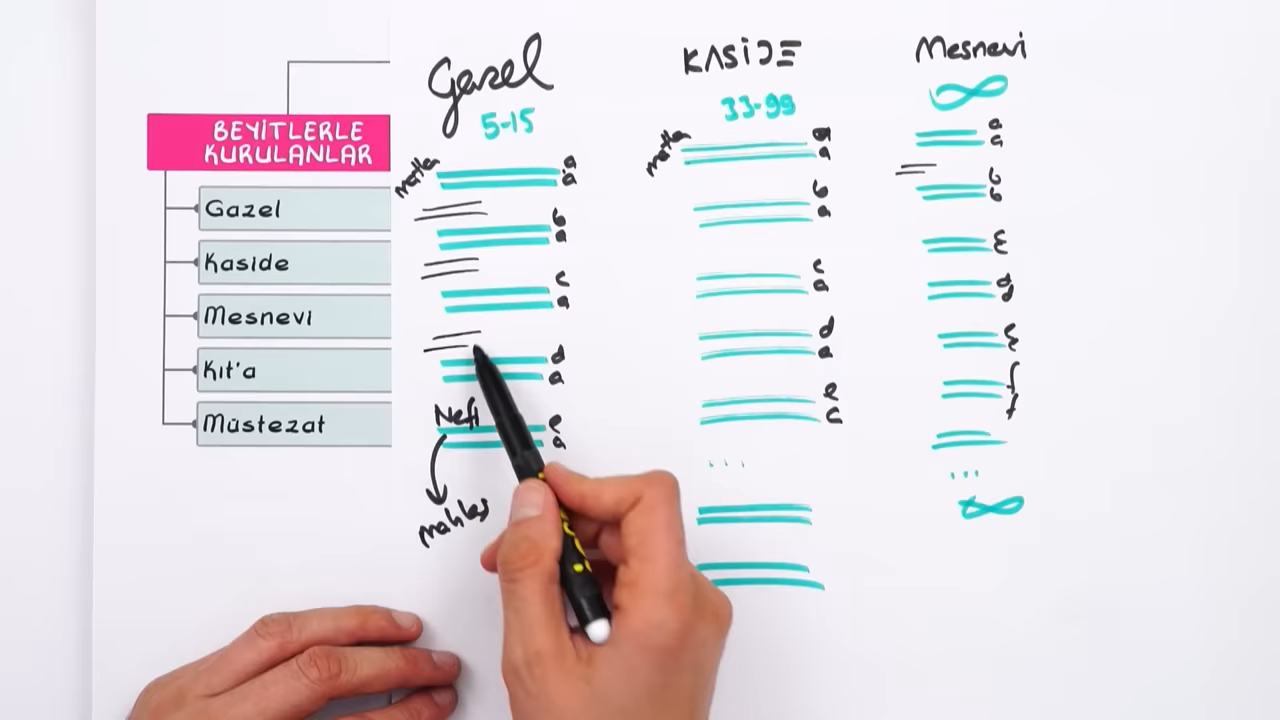 BEYİTLERLE
KURULANLAR
Gazel
Kaside
Mesnevi
Kıt'a
Müstezat
Gazel
5-15
matla
a
a
b
a
c
a
d
a
Nefi
e
a
mahlas
KASİDE
33-99
matla
a
a
b
a
c
a
d
a
e
a
...
Mesnevi
∞
a
a
b
b
c
c
d
d
e
e
f
f
...
∞